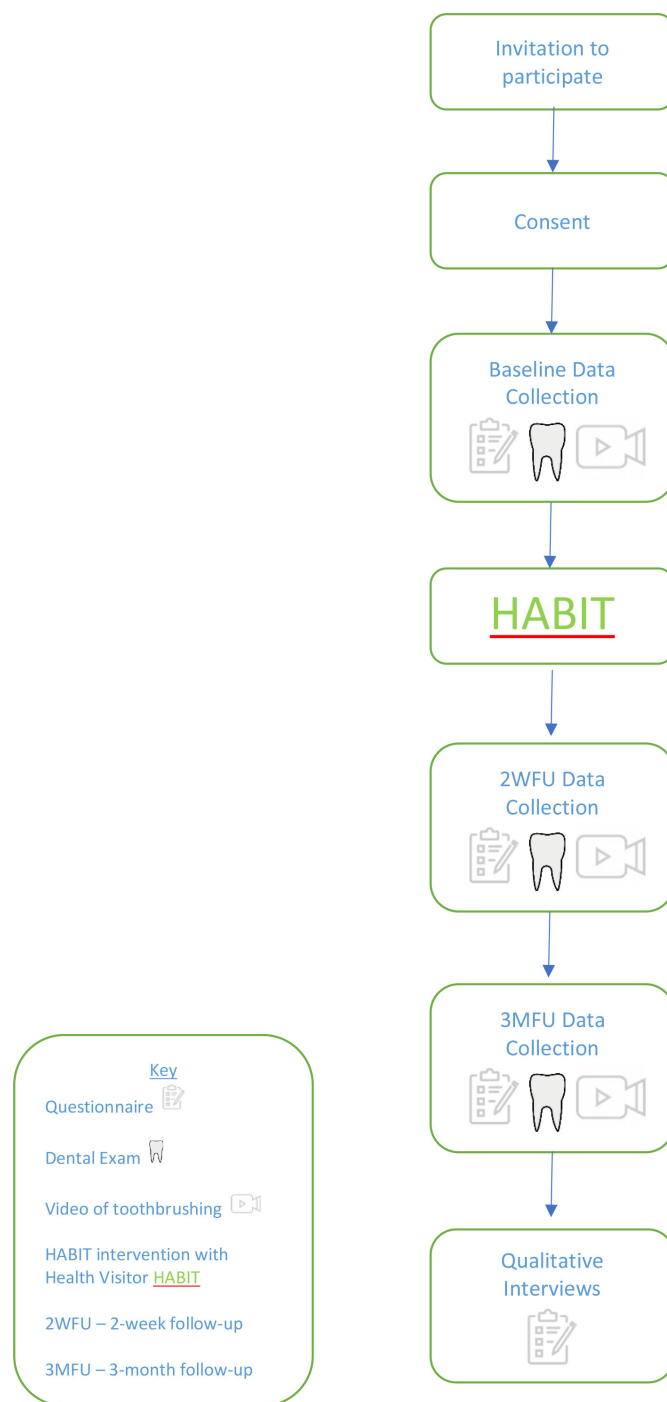 Invitation to
participate
Consent
Baseline Data
Collection
HABIT
2WFU Data
Collection
3MFU Data
Collection
Qualitative
Interviews
Key
Questionnaire
Dental Exam
Video of toothbrushing
HABIT intervention with
Health Visitor HABIT
2WFU – 2-week follow-up
3MFU – 3-month follow-up